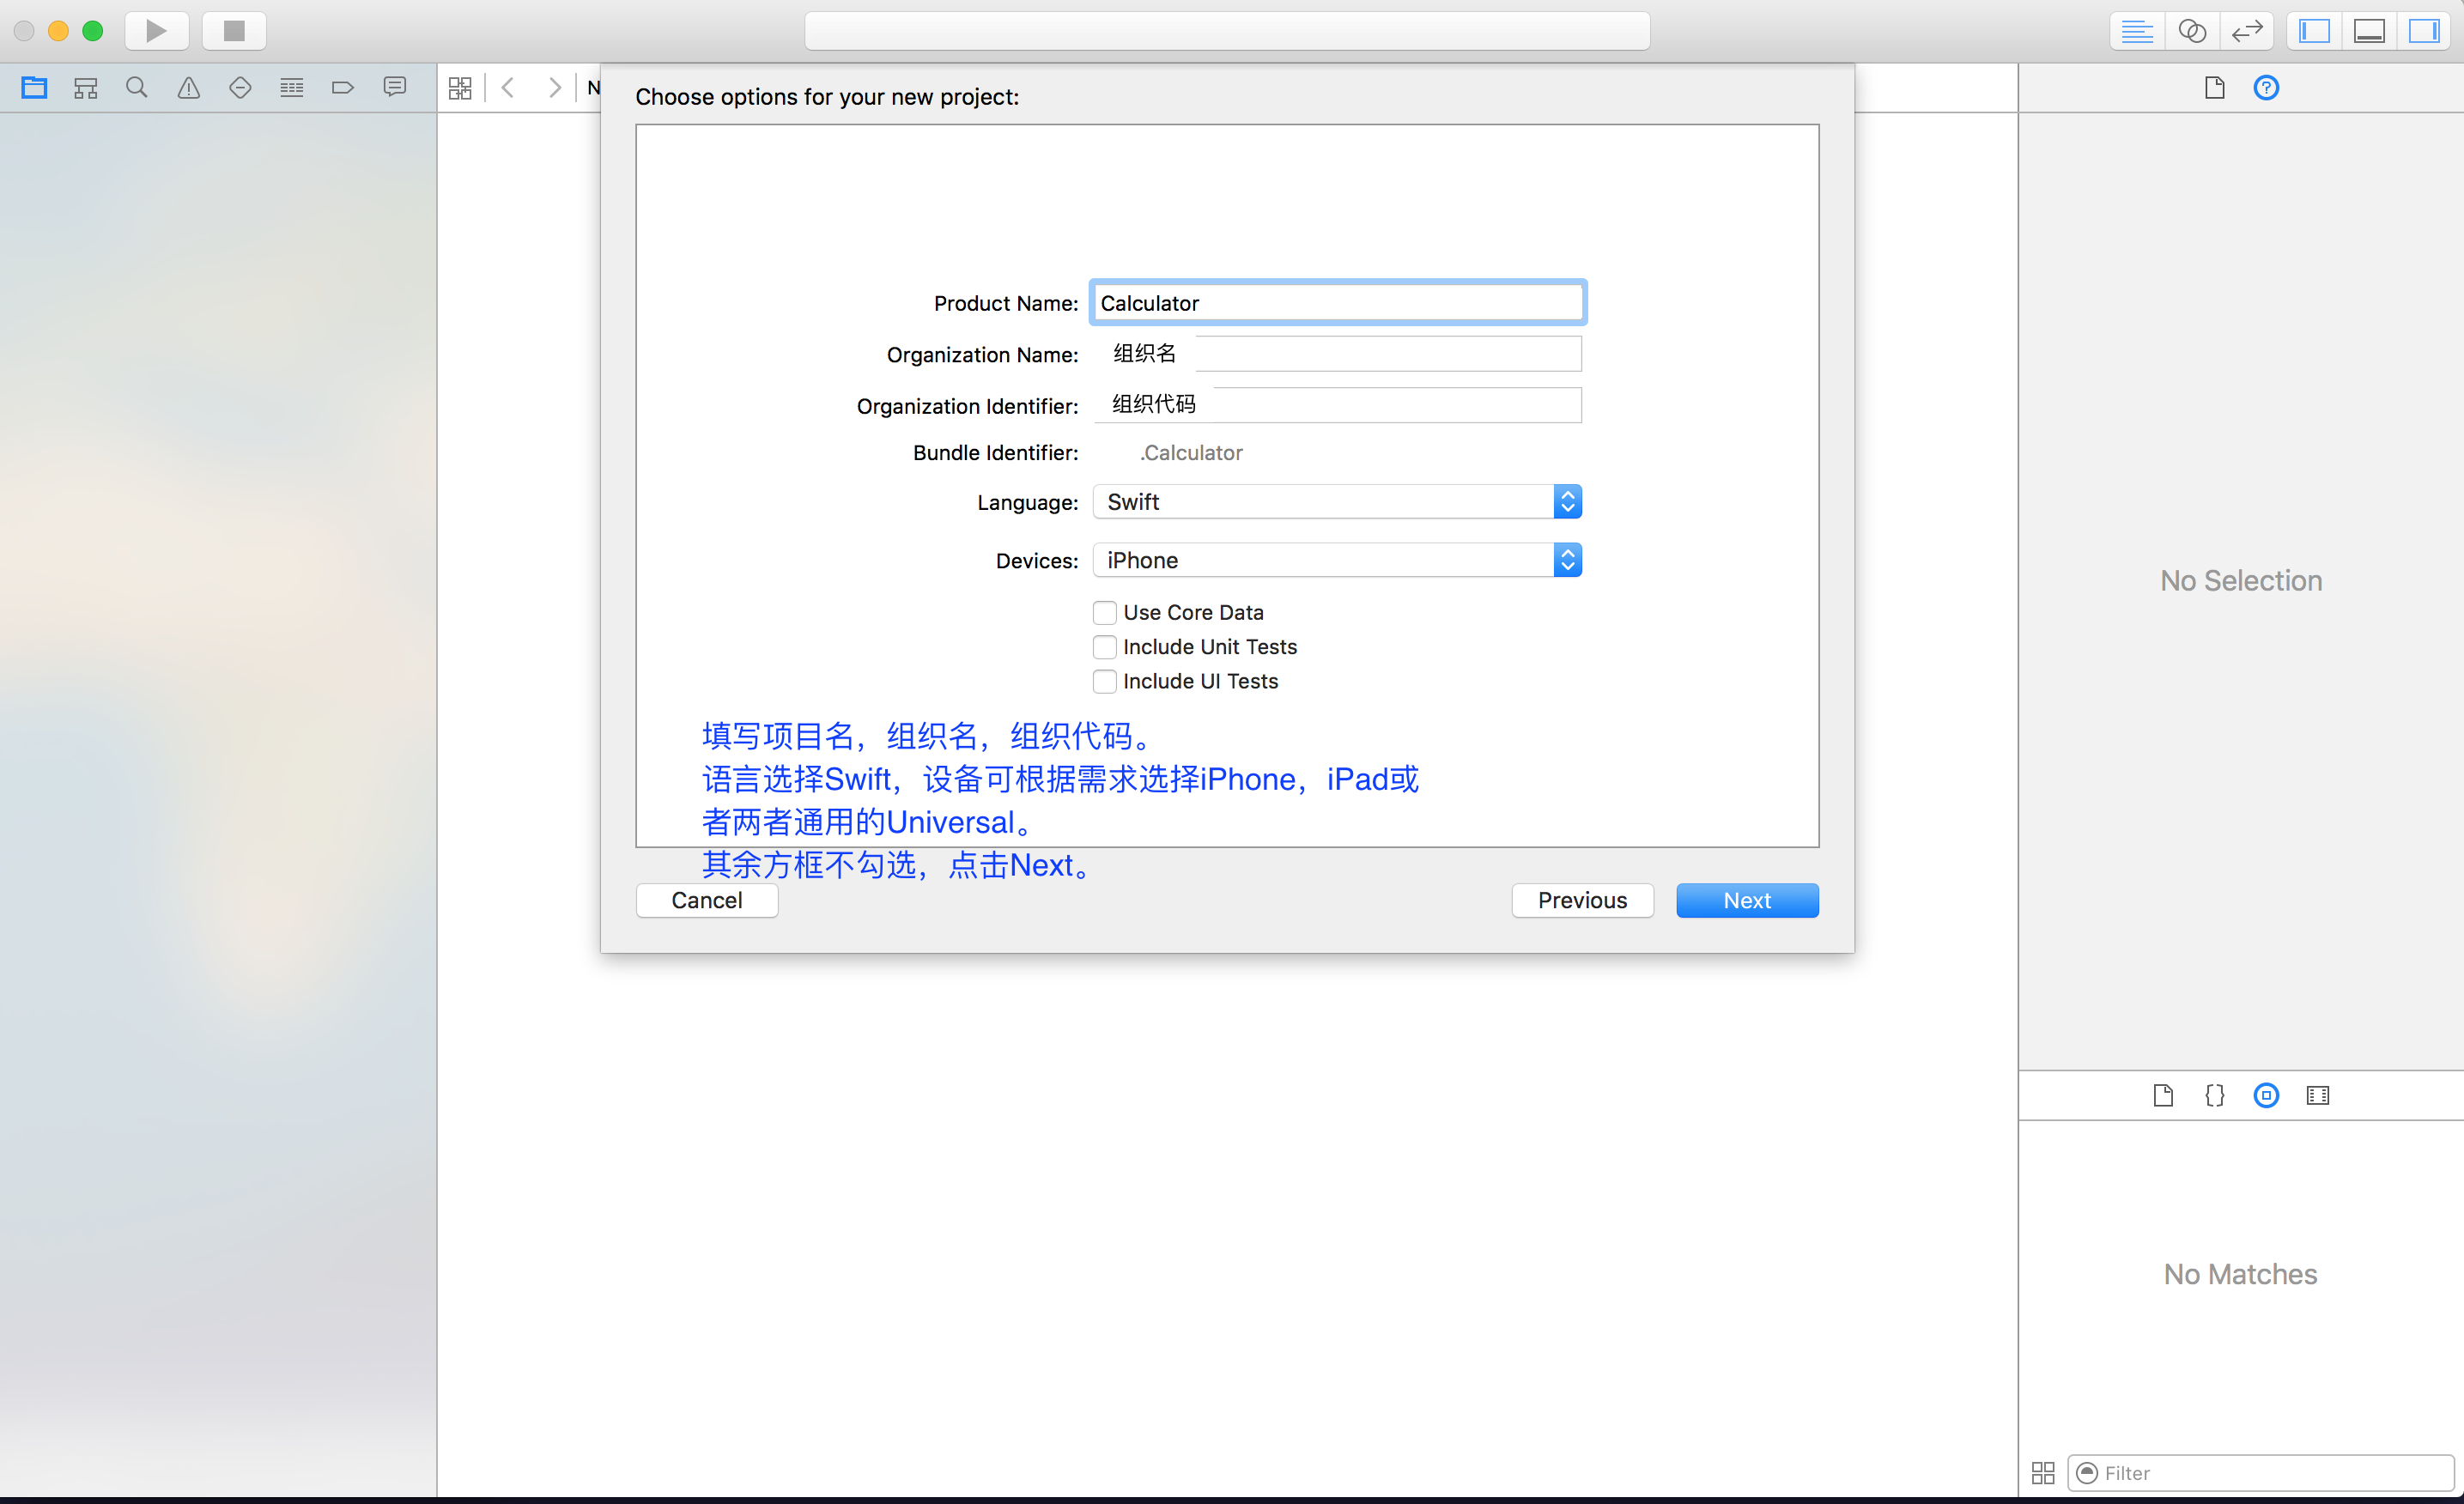 N
Choose options for your new project:
Product Name: Calculator
Organization Name: 组织名
Organization Identifier: 组织代码
Bundle Identifier: .Calculator
Language: Swift
Devices: iPhone
Use Core Data
Include Unit Tests
Include UI Tests
填写项目名，组织名，组织代码。
语言选择Swift，设备可根据需求选择iPhone，iPad或
者两者通用的Universal。
其余方框不勾选，点击Next。
Cancel
Previous
Next
No Selection
No Matches
Filter